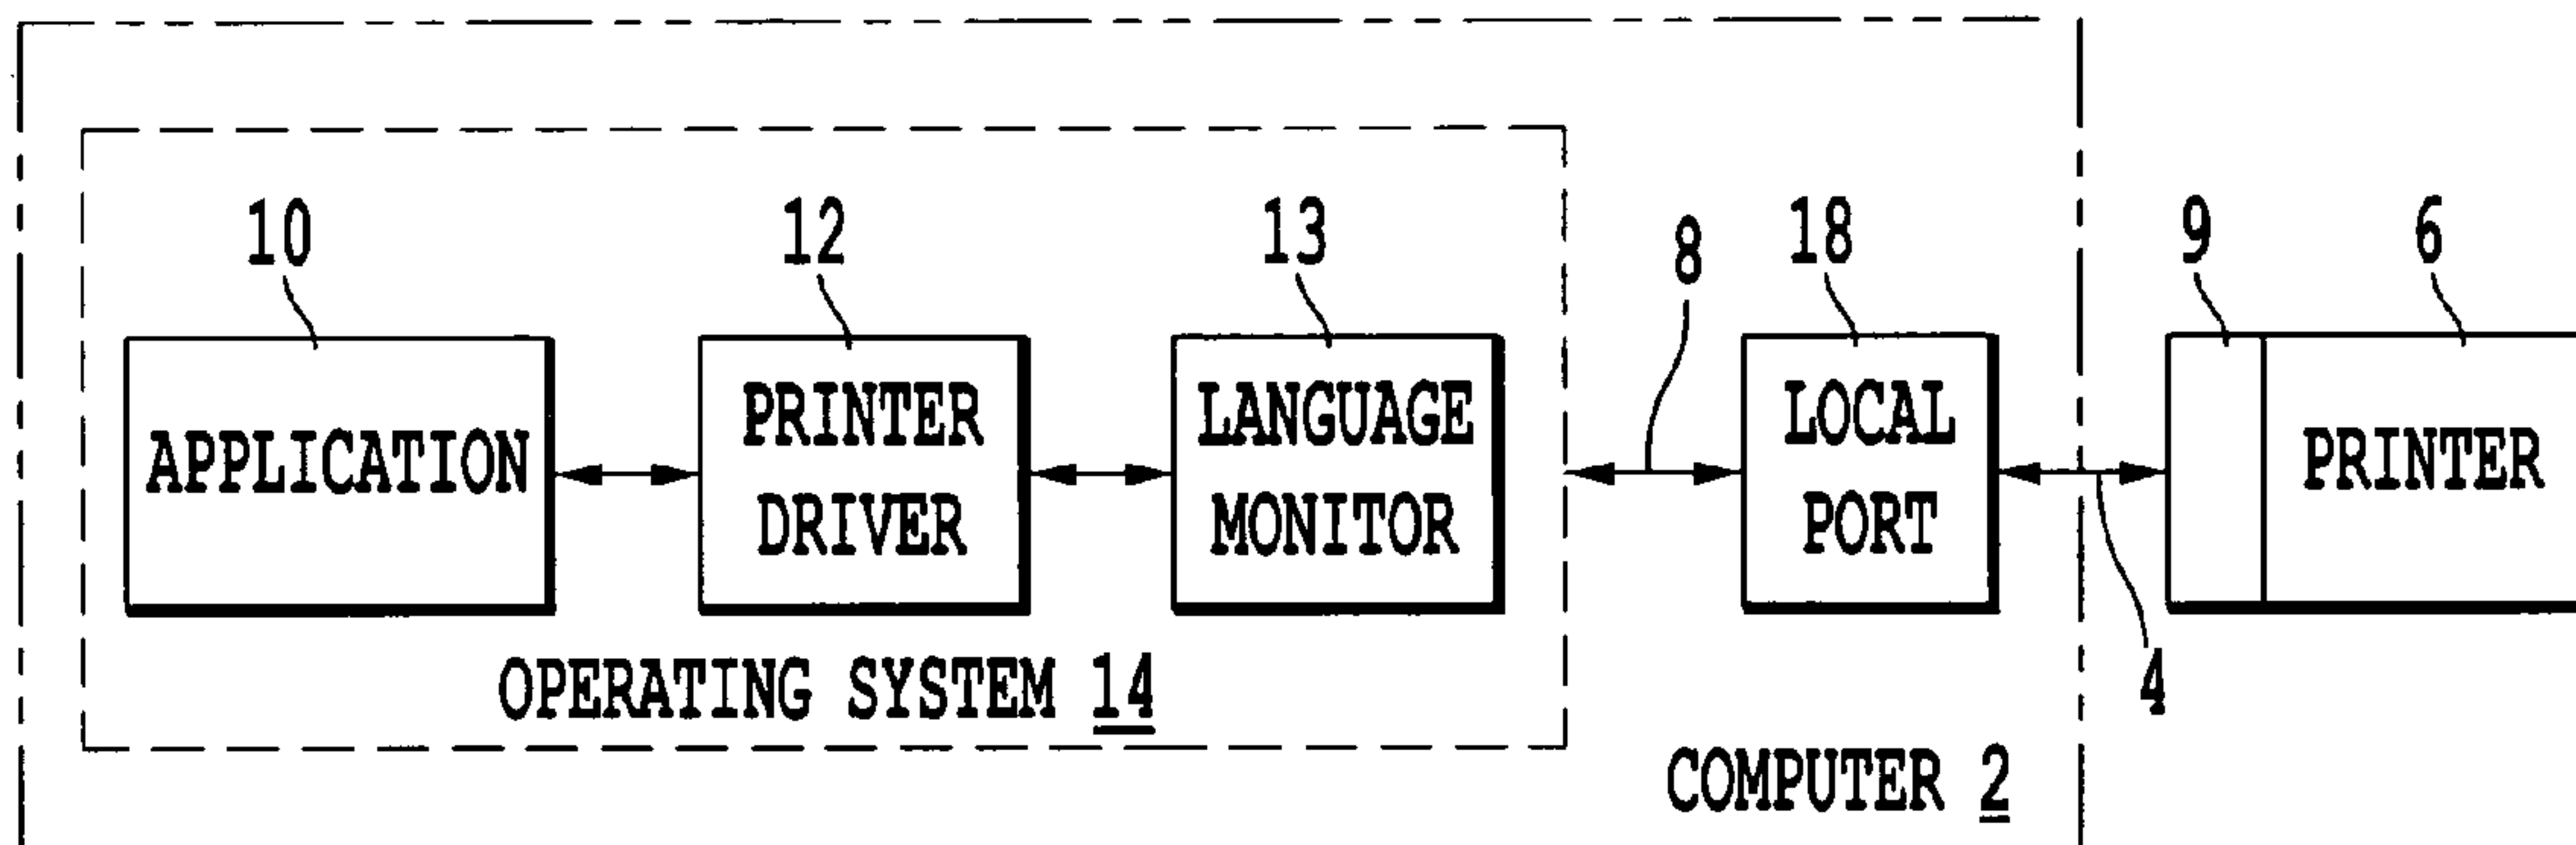 10 12 13 8 18 9 6
APPLICATION
PRINTER
DRIVER
LANGUAGE
MONITOR
LOCAL
PORT
PRINTER
4
OPERATING SYSTEM 14
COMPUTER 2